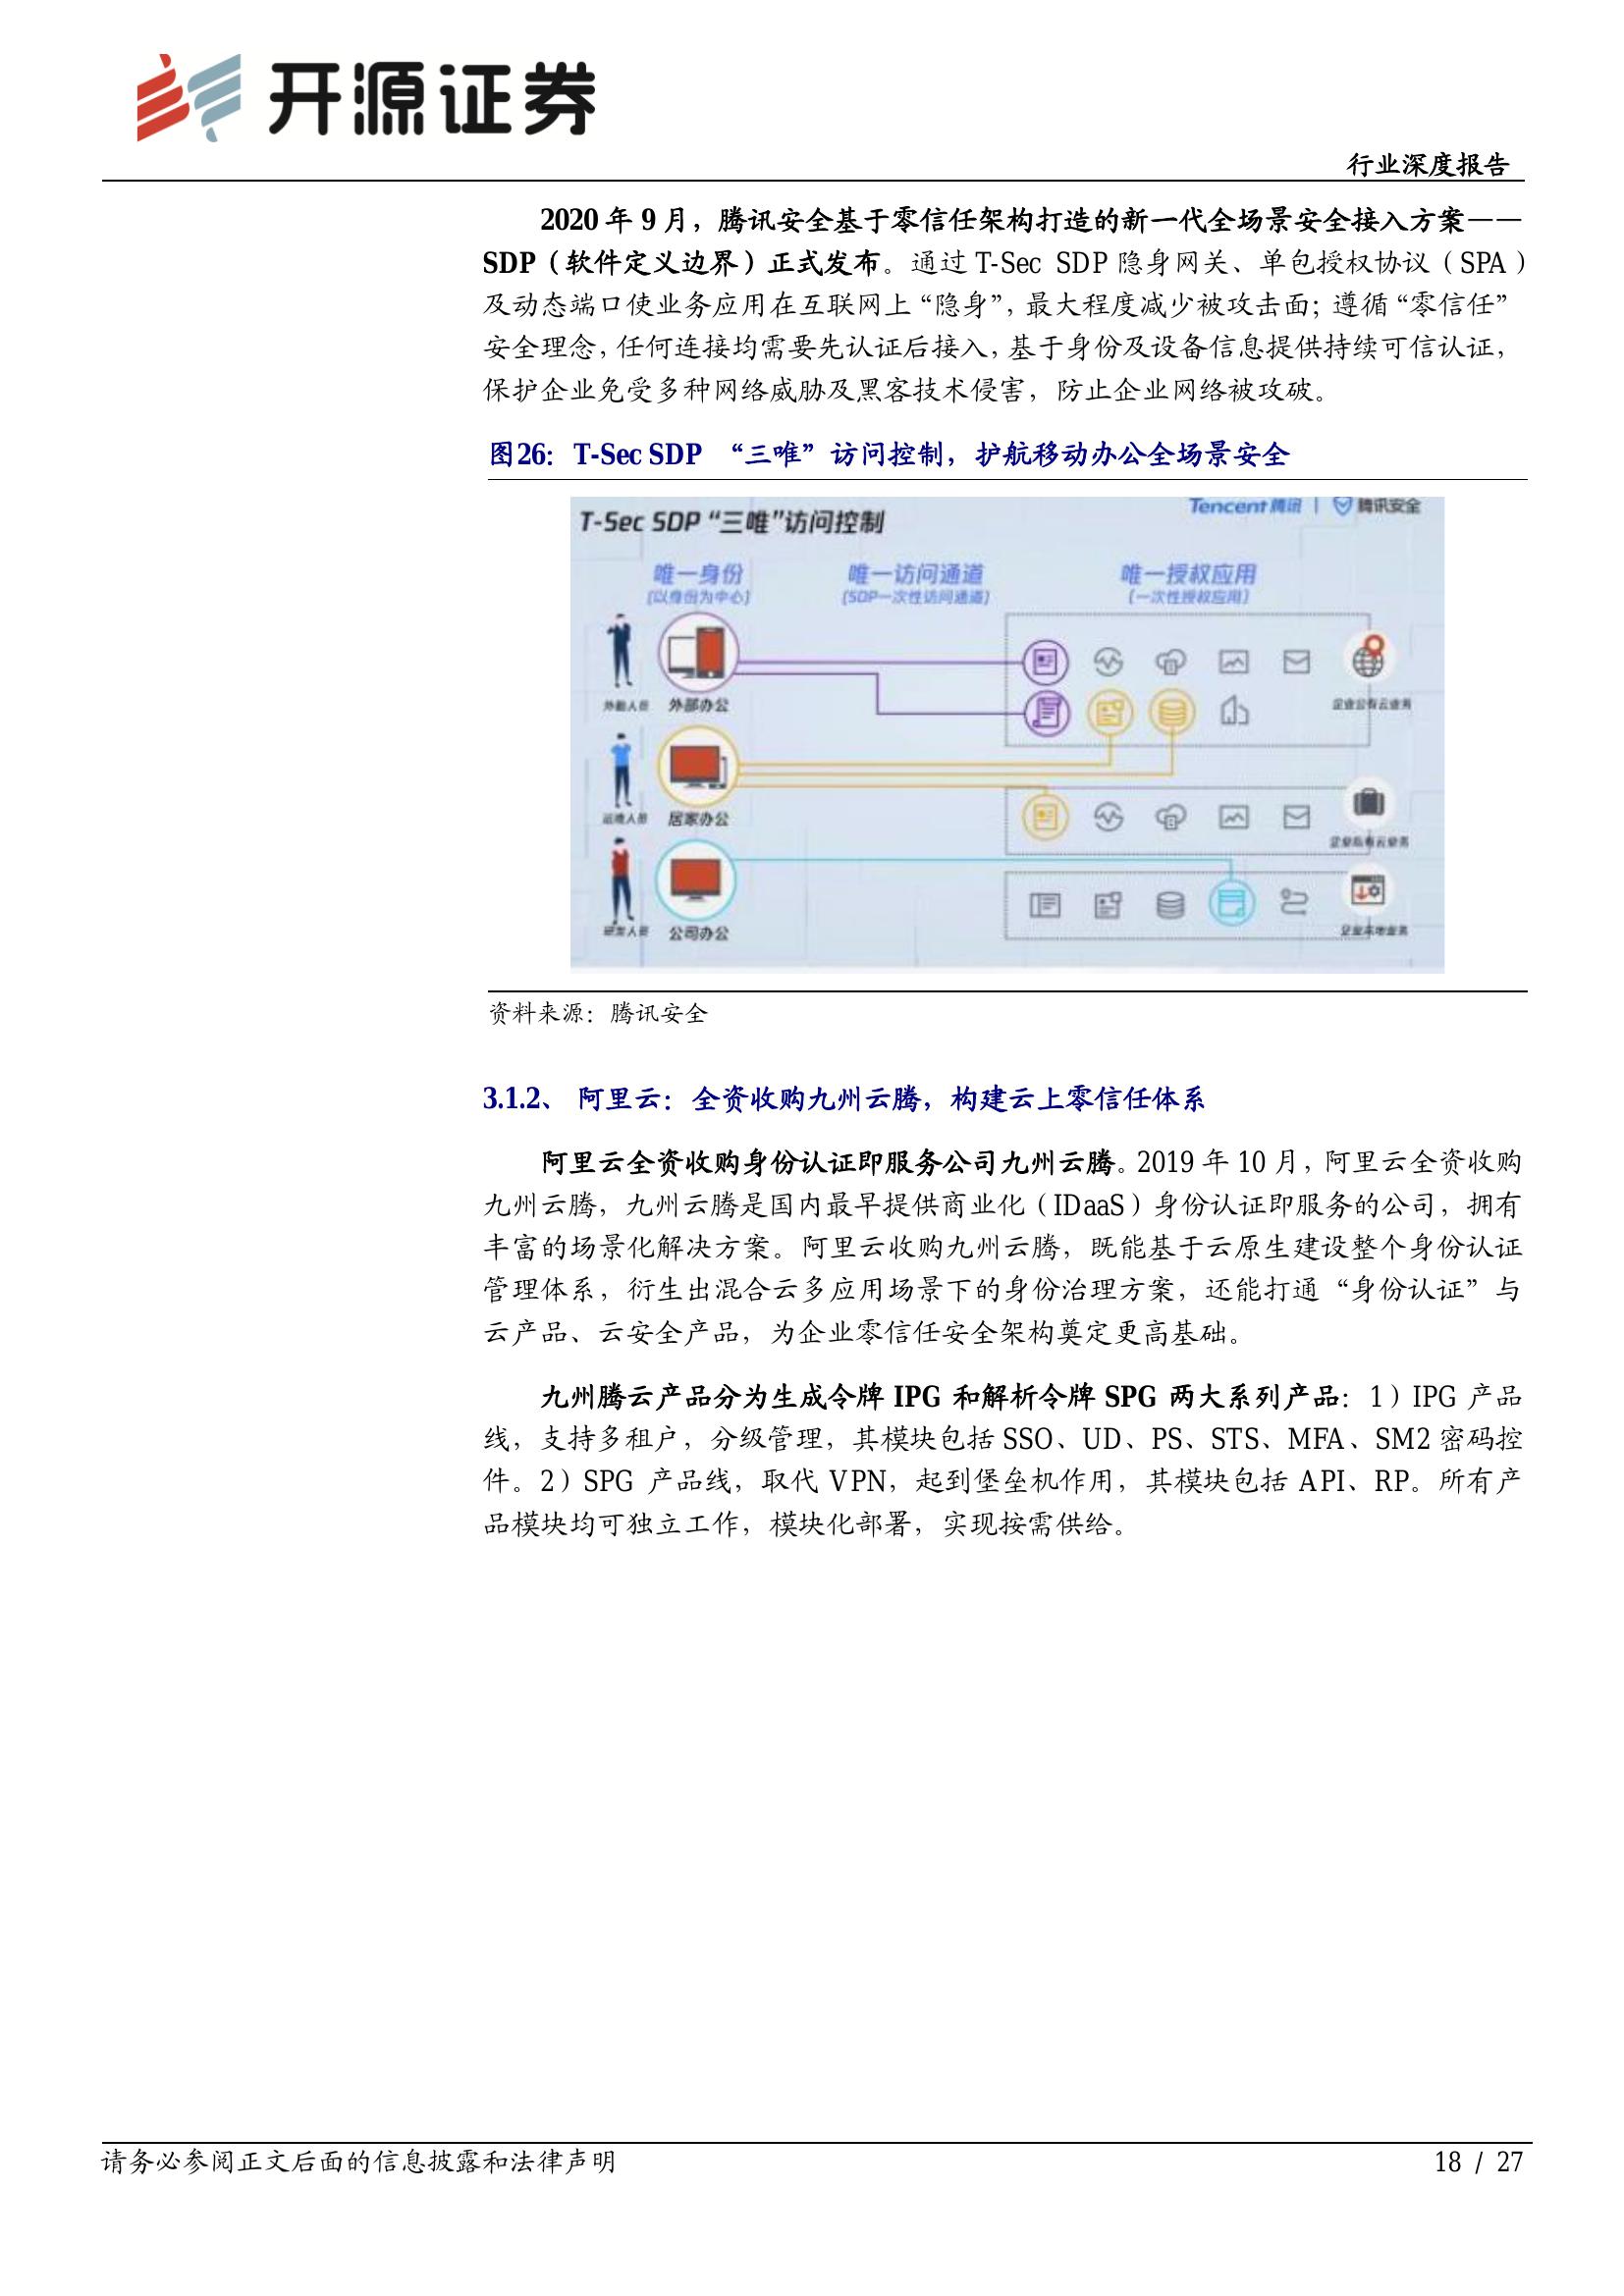 开源证券
行业深度报告
2020 年 9 月，腾讯安全基于零信任架构打造的新一代全场景安全接入方案——
SDP（软件定义边界）正式发布。通过 T-Sec SDP 隐身网关、单包授权协议（SPA）
及动态端口使业务应用在互联网上“隐身”，最大程度减少被攻击面；遵循“零信任”
安全理念，任何连接均需要先认证后接入，基于身份及设备信息提供持续可信认证，
保护企业免受多种网络威胁及黑客技术侵害，防止企业网络被攻破。
图26：T-Sec SDP “三唯”访问控制，护航移动办公全场景安全
Tencent 腾讯 | 腾讯安全
T-Sec SDP “三唯”访问控制
唯一身份 唯一访问通道 唯一授权应用
(以身份为中心) (SDP一次性访问通道) (一次性授权应用)
外部办公 企业公有云业务
运维人员 居家办公
企业私有云业务
研发人员 公司办公 企业本地业务
资料来源：腾讯安全
3.1.2、 阿里云：全资收购九州云腾，构建云上零信任体系
阿里云全资收购身份认证即服务公司九州云腾。2019 年 10 月，阿里云全资收购
九州云腾，九州云腾是国内最早提供商业化（IDaaS）身份认证即服务的公司，拥有
丰富的场景化解决方案。阿里云收购九州云腾，既能基于云原生建设整个身份认证
管理体系，衍生出混合云多应用场景下的身份治理方案，还能打通“身份认证”与
云产品、云安全产品，为企业零信任安全架构奠定更高基础。
九州腾云产品分为生成令牌 IPG 和解析令牌 SPG 两大系列产品：1）IPG 产品
线，支持多租户，分级管理，其模块包括 SSO、UD、PS、STS、MFA、SM2 密码控
件。2）SPG 产品线，取代 VPN，起到堡垒机作用，其模块包括 API、RP。所有产
品模块均可独立工作，模块化部署，实现按需供给。
请务必参阅正文后面的信息披露和法律声明
18 / 27